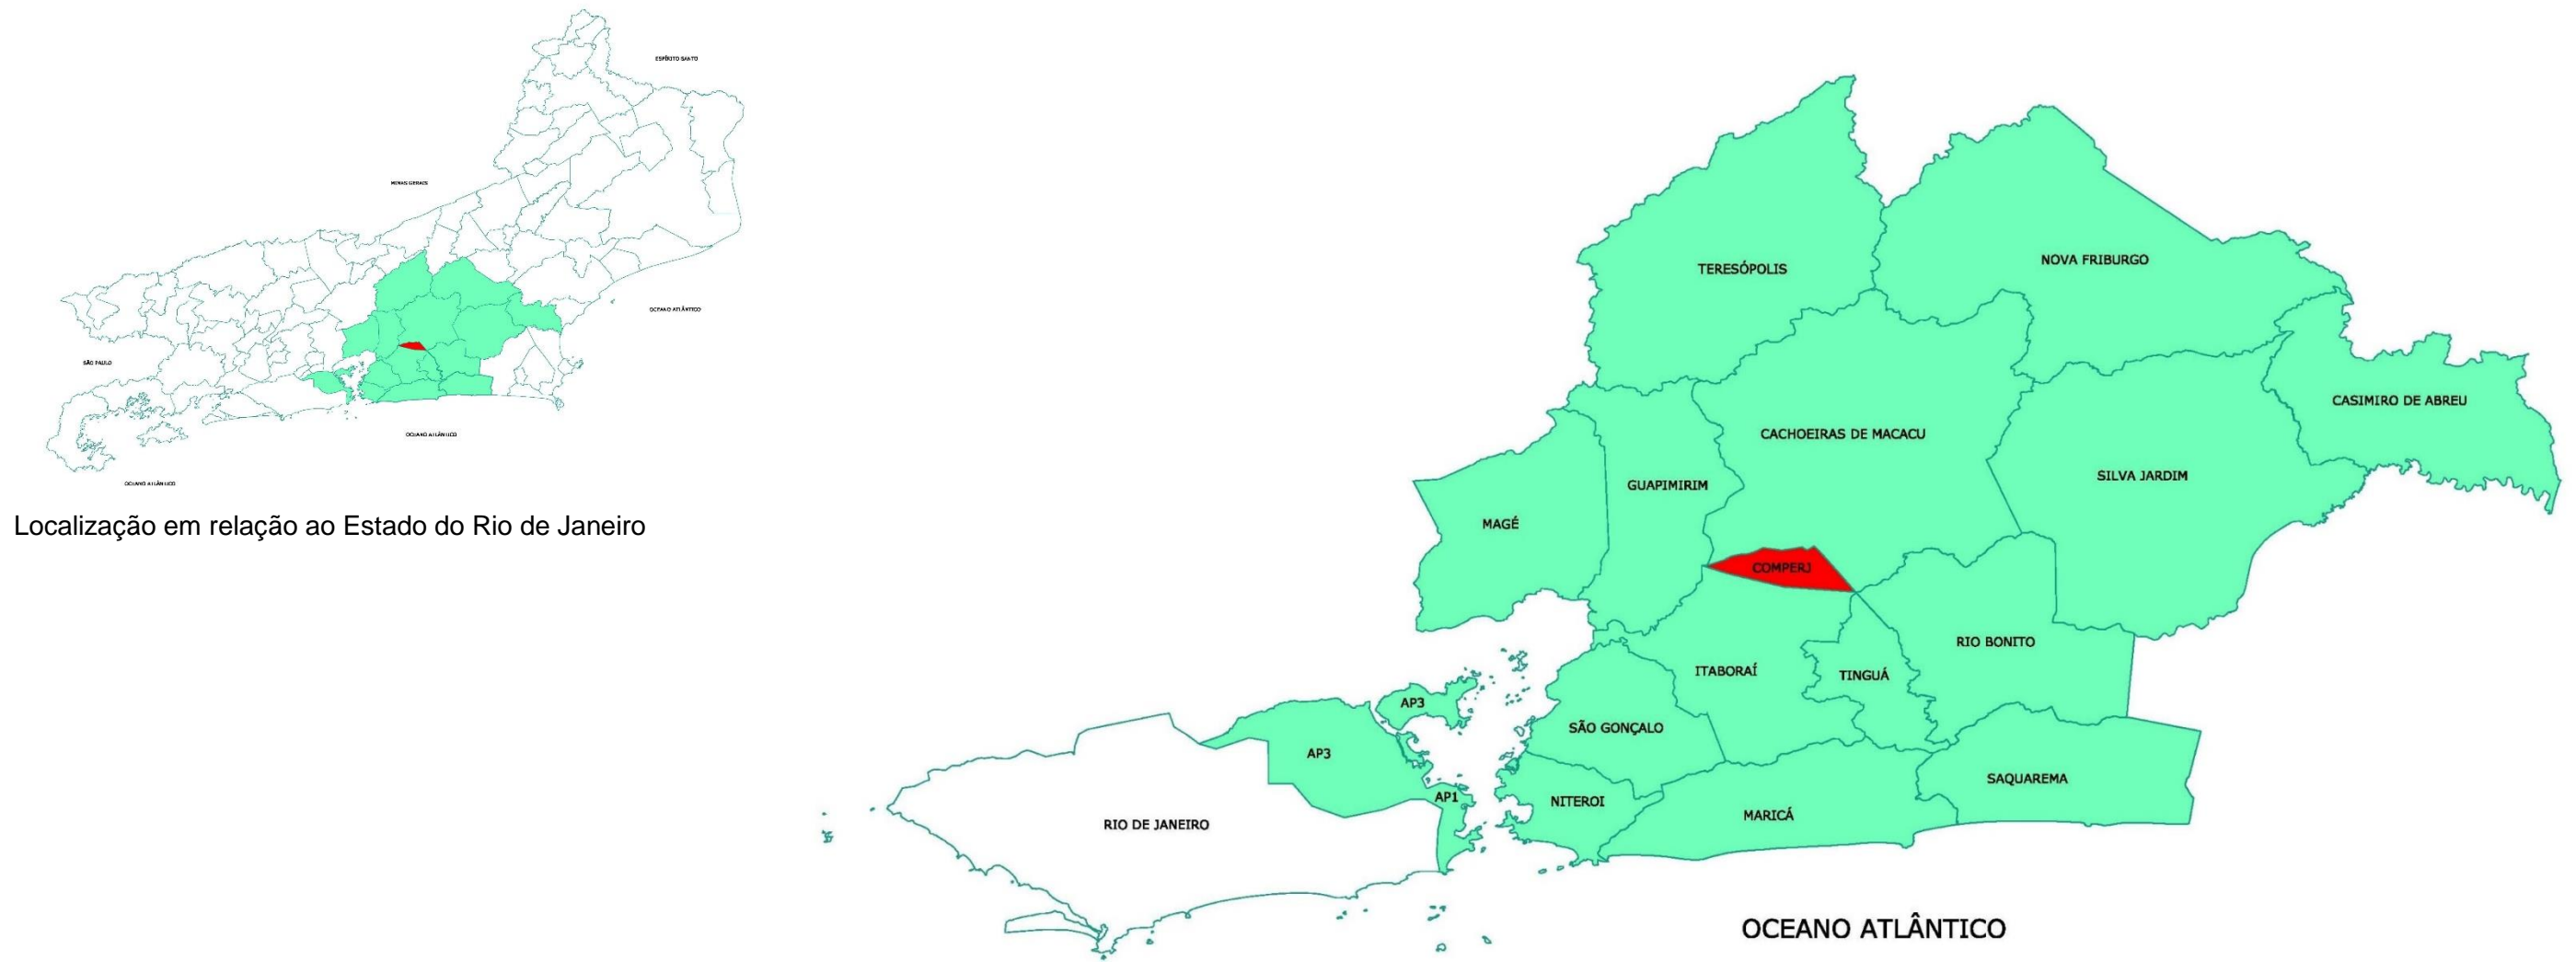 ESPÍRITO SANTO
MINAS GERAIS
OCEANO ATLÂNTICO
SÃO PAULO
OCEANO ATLÂNTICO
OCEANO ATLÂNTICO
Localização em relação ao Estado do Rio de Janeiro
TERESÓPOLIS
NOVA FRIBURGO
CASIMIRO DE ABREU
CACHOEIRAS DE MACACU
SILVA JARDIM
GUAPIMIRIM
MAGÉ
COMPERJ
RIO BONITO
ITABORAÍ
TINGUÁ
AP3
SÃO GONÇALO
AP3
SAQUAREMA
AP1
NITEROI
MARICÁ
RIO DE JANEIRO
OCEANO ATLÂNTICO